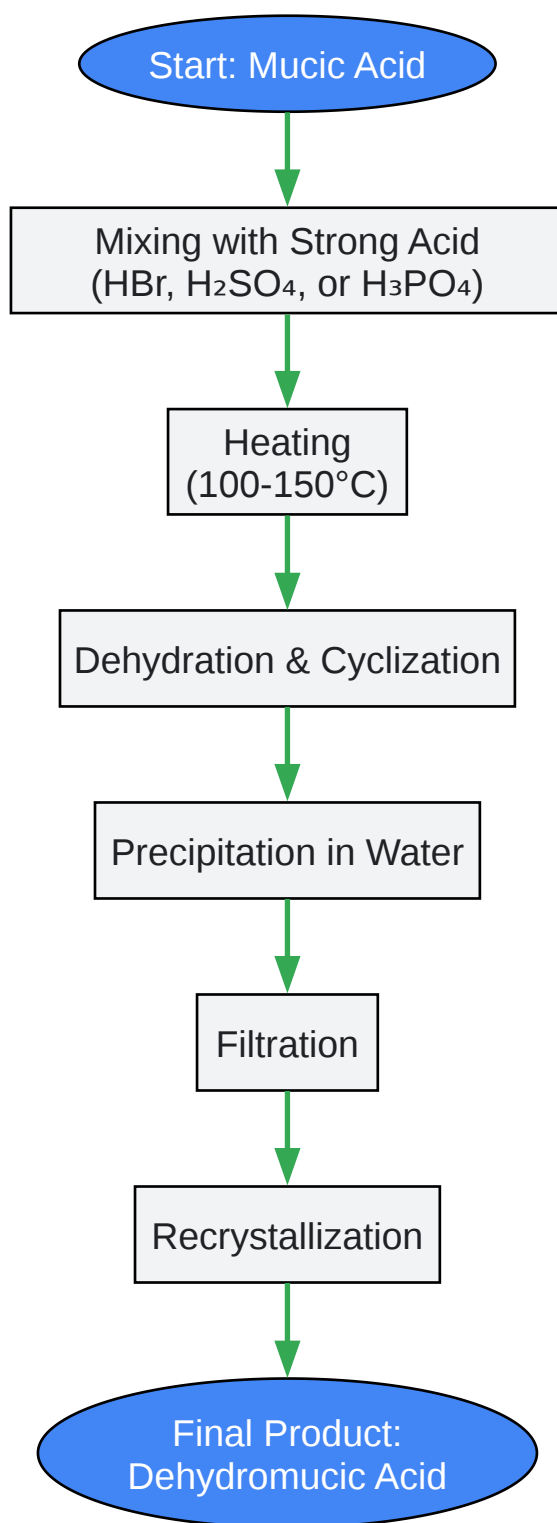 Start: Mucic Acid
Mixing with Strong Acid
(HBr, H₂SO₄, or H₃PO₄)
Heating
(100-150°C)
Dehydration & Cyclization
Precipitation in Water
Filtration
Recrystallization
Final Product:
Dehydromucic Acid